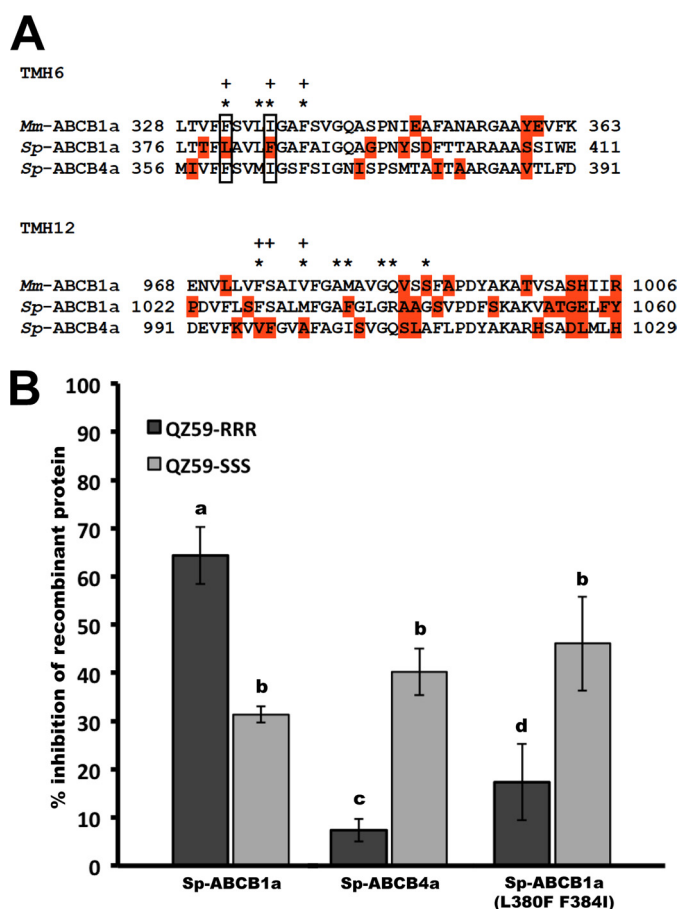 A
TMH6
+ + +
* ** *
Mm-ABCB1a 328 LTVFFSVLIGAFSVGQASPNIEAFANARGAAYEVFK 363
Sp-ABCB1a 376 LTTFLAVLFGAFAIGQAGPNYSDFTTARAAASSIWE 411
Sp-ABCB4a 356 MIVFFSVMIGSFSIGNISPSMTAITAARGAAVTLFD 391
TMH12
++ +
* * ** ** *
Mm-ABCB1a 968 ENVLLVFSAIVFGAMAVGQVSSFAPDYAKATVSASHIIR 1006
Sp-ABCB1a 1022 PDVFLSFSALMFGAFGLGRAAGSVPDFSKAKVATGELFY 1060
Sp-ABCB4a 991 DEVFKVVFGVAFAGISVGQSLAFLPDYAKARHSADLMLH 1029
B
100
90
80
70
60
50
40
30
20
10
0
% inhibition of recombinant protein
QZ59-RRR
QZ59-SSS
a
b
c
b
d
b
Sp-ABCB1a
Sp-ABCB4a
Sp-ABCB1a
(L380F F384I)